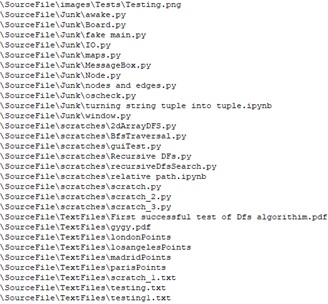 \SourceFile\images\Tests\Testing.png
\SourceFile\Junk\awake.py
\SourceFile\Junk\Board.py
\SourceFile\Junk\fake main.py
\SourceFile\Junk\IO.py
\SourceFile\Junk\maps.py
\SourceFile\Junk\MessageBox.py
\SourceFile\Junk\Node.py
\SourceFile\Junk\nodes and edges.py
\SourceFile\Junk\oscheck.py
\SourceFile\Junk\turning string tuple into tuple.ipynb
\SourceFile\Junk\window.py
\SourceFile\scratches\2dArrayDFS.py
\SourceFile\scratches\BfsTraversal.py
\SourceFile\scratches\guiTest.py
\SourceFile\scratches\Recursive DFs.py
\SourceFile\scratches\recursiveDfsSearch.py
\SourceFile\scratches\relative path.ipynb
\SourceFile\scratches\scratch.py
\SourceFile\scratches\scratch_2.py
\SourceFile\scratches\scratch_3.py
\SourceFile\TextFiles\First successful test of Dfs algorithim.pdf
\SourceFile\TextFiles\gygy.pdf
\SourceFile\TextFiles\londonPoints
\SourceFile\TextFiles\losangelesPoints
\SourceFile\TextFiles\madridPoints
\SourceFile\TextFiles\parisPoints
\SourceFile\TextFiles\scratch_1.txt
\SourceFile\TextFiles\testing.txt
\SourceFile\TextFiles\testing1.txt